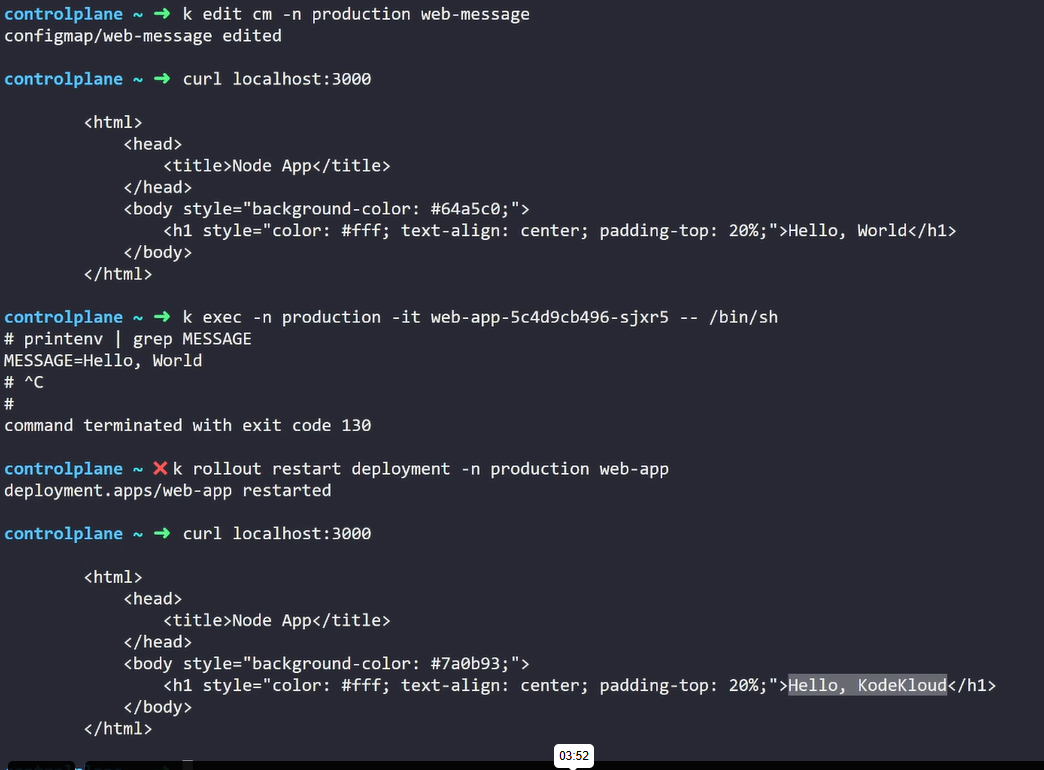 controlplane ~ ➜ k edit cm -n production web-message
configmap/web-message edited
controlplane ~ ➜ curl localhost:3000
<html>
<head>
<title>Node App</title>
</head>
<body style="background-color: #64a5c0;">
<h1 style="color: #fff; text-align: center; padding-top: 20%;">Hello, World</h1>
</body>
</html>
controlplane ~ ➜ k exec -n production -it web-app-5c4d9cb496-sjxr5 -- /bin/sh
# printenv | grep MESSAGE
MESSAGE=Hello, World
# ^C
#
command terminated with exit code 130
controlplane ~ ✖ k rollout restart deployment -n production web-app
deployment.apps/web-app restarted
controlplane ~ ➜ curl localhost:3000
<html>
<head>
<title>Node App</title>
</head>
<body style="background-color: #7a0b93;">
<h1 style="color: #fff; text-align: center; padding-top: 20%;">Hello, KodeKloud</h1>
</body>
</html>
03:52